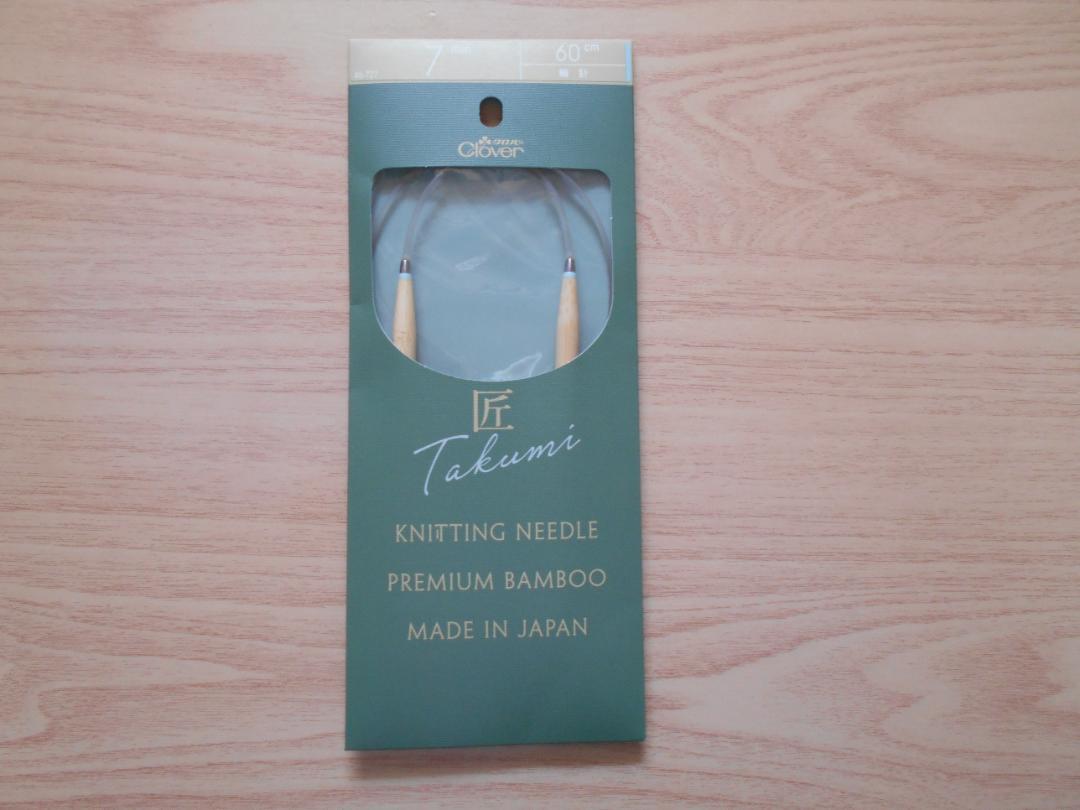 7 mm
60 cm
輪 針
クロバー
Clover
匠
Takumi
KNITTING NEEDLE
PREMIUM BAMBOO
MADE IN JAPAN